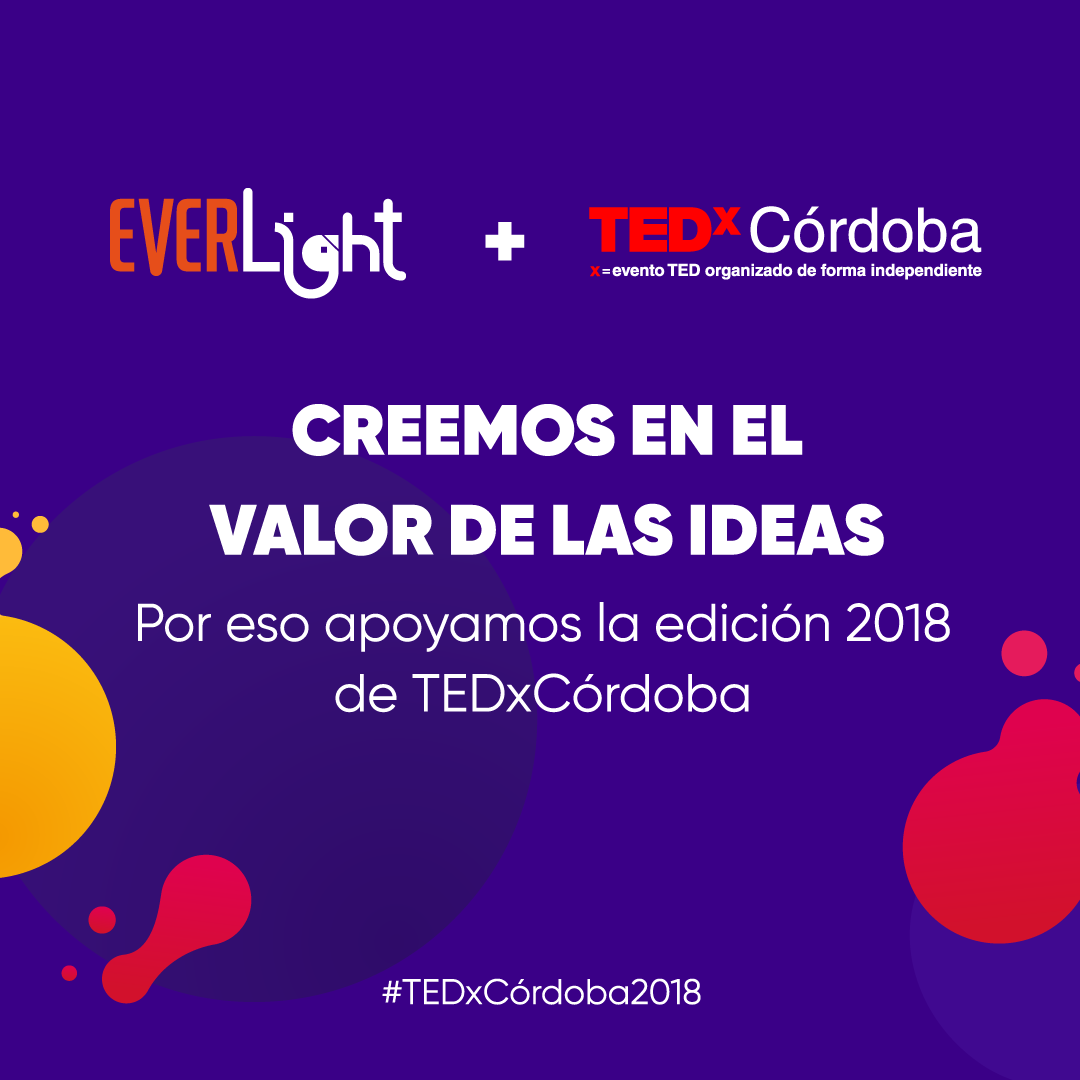 EVERLight + TEDx Córdoba
x = evento TED organizado de forma independiente
CREEMOS EN EL
VALOR DE LAS IDEAS
Por eso apoyamos la edición 2018
de TEDxCórdoba
#TEDxCórdoba2018